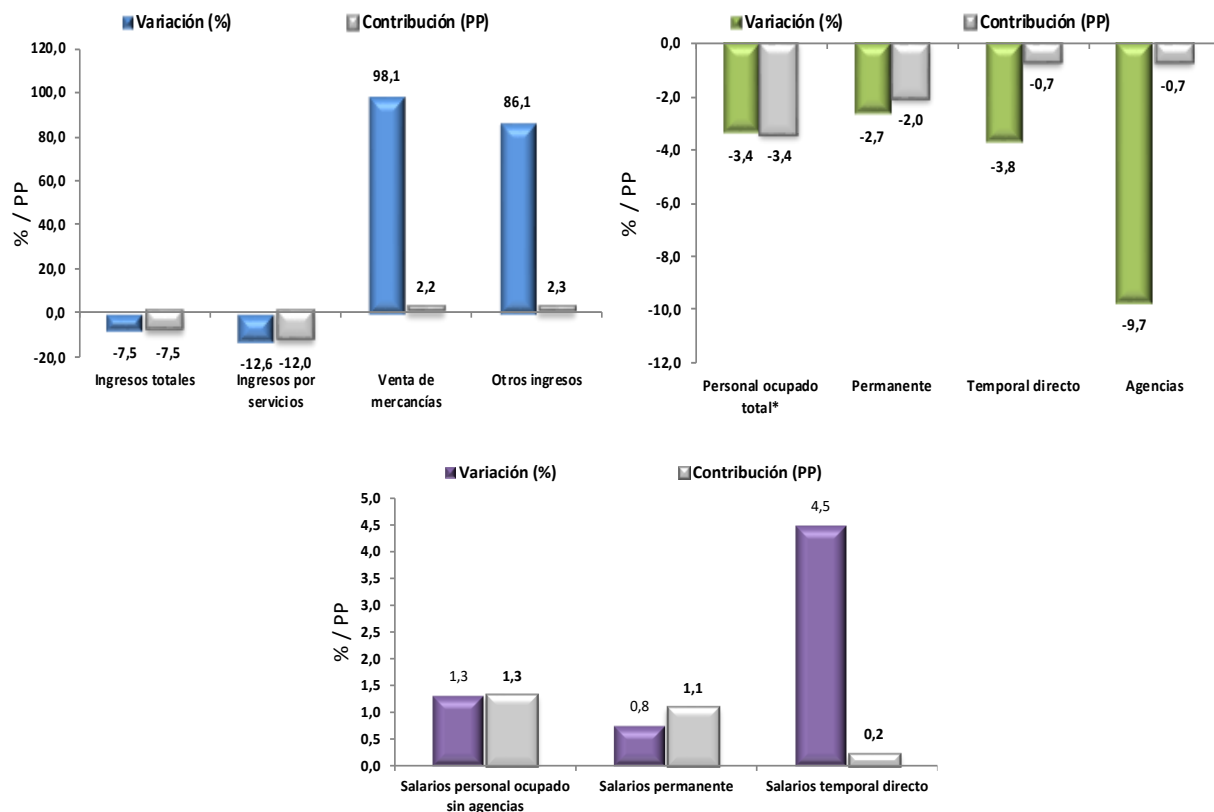 Variación (%) Contribución (PP)
120,0
100,0
80,0
60,0
40,0
20,0
0,0
-20,0
% / PP
98,1
86,1
2,2
2,3
-7,5 -7,5
-12,6 -12,0
Ingresos totales
Ingresos por
servicios
Venta de
mercancías
Otros ingresos
Variación (%) Contribución (PP)
0,0
-2,0
-4,0
-6,0
-8,0
-10,0
-12,0
% / PP
-3,4 -3,4
-2,7 -2,0
-3,8 -0,7
-9,7 -0,7
Personal ocupado
total*
Permanente
Temporal directo
Agencias
Variación (%) Contribución (PP)
5,0
4,5
4,0
3,5
3,0
2,5
2,0
1,5
1,0
0,5
0,0
% / PP
1,3 1,3
0,8 1,1
4,5 0,2
Salarios personal ocupado
sin agencias
Salarios permanente
Salarios temporal directo